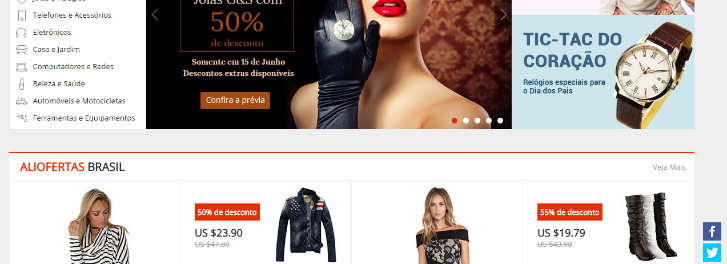 Telefones e Acessórios
Eletrônicos
Casa e Jardim
Computadores e Redes
Beleza e Saúde
Automóveis e Motocicletas
Ferramentas e Equipamentos
Joias G&S com
50%
de desconto
Somente em 15 de Junho
Descontos extras disponíveis
Confira a prévia
TIC-TAC DO
CORAÇÃO
Relógios especiais para
o Dia dos Pais
ALIOFERTAS BRASIL
Veja Mais
50% de desconto
US $23.90
US $47.80
55% de desconto
US $19.79
US $43.98